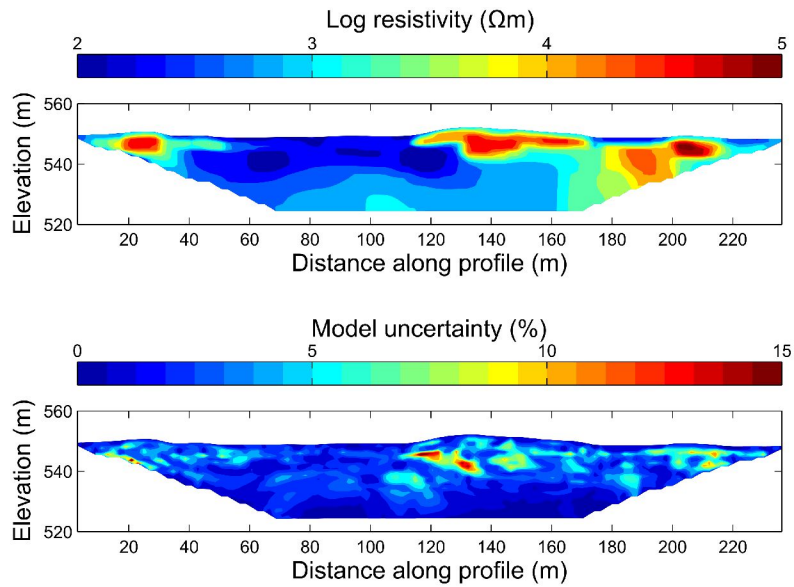 Log resistivity (Ωm)
2 3 4 5
560
540
520
Elevation (m)
20 40 60 80 100 120 140 160 180 200 220
Distance along profile (m)
Model uncertainty (%)
0 5 10 15
560
540
520
Elevation (m)
20 40 60 80 100 120 140 160 180 200 220
Distance along profile (m)